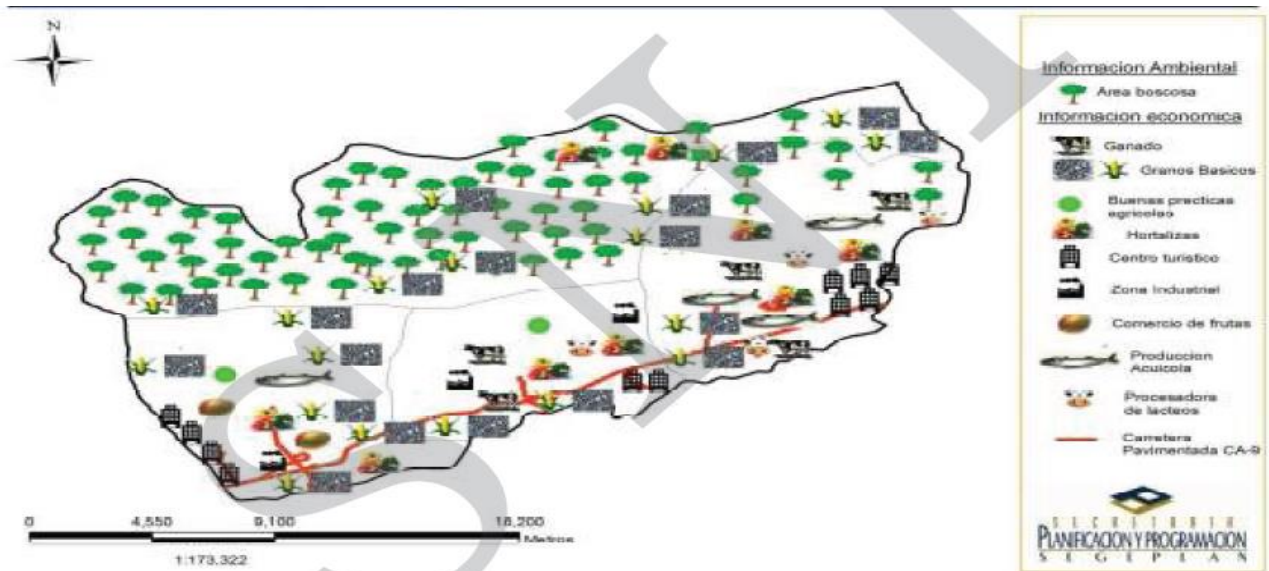 N
Informacion Ambiental
Area boscosa
Informacion economica
Ganado
Granos Basicos
Buenas practicas
agricolas
Hortalizas
Centro turistico
Zona Industrial
Comercio de frutas
Produccion
Acuicola
Procesadora
de lacteos
Carretera
Pavimentada CA-9
SECRETARIA
PLANIFICACION Y PROGRAMACION
SEGEPLAN
0 4,550 9,100 18,200
Metros
1:173,322